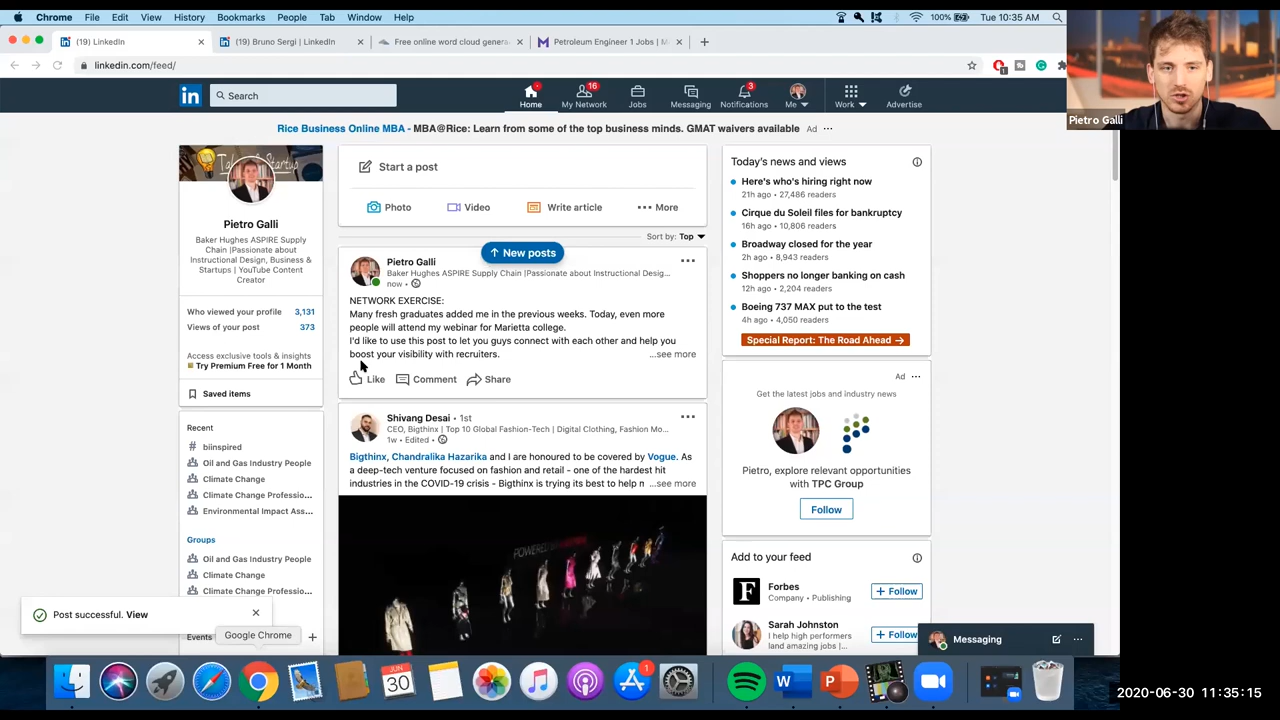 Chrome File Edit View History Bookmarks People Tab Window Help
100% Tue 10:35 AM
(19) LinkedIn
(19) Bruno Sergi | LinkedIn
Free online word cloud genera
Petroleum Engineer 1 Jobs | M
linkedin.com/feed/
1
Pietro Galli
in
Search
Home
16
My Network
Jobs
Messaging
3
Notifications
Me
Work
Advertise
Rice Business Online MBA - MBA@Rice: Learn from some of the top business minds. GMAT waivers available Ad
Pietro Galli
Baker Hughes ASPIRE Supply
Chain |Passionate about
Instructional Design, Business &
Startups | YouTube Content
Creator
Who viewed your profile 3,131
Views of your post 373
Access exclusive tools & insights
Try Premium Free for 1 Month
Saved items
Recent
biinspired
Oil and Gas Industry People
Climate Change
Climate Change Professio...
Environmental Impact Ass...
Groups
Oil and Gas Industry People
Climate Change
Climate Change Professio...
Events
Post successful. View
Google Chrome
Start a post
Photo
Video
Write article
More
Sort by: Top
New posts
Pietro Galli
Baker Hughes ASPIRE Supply Chain |Passionate about Instructional Desig...
now •
NETWORK EXERCISE:
Many fresh graduates added me in the previous weeks. Today, even more
people will attend my webinar for Marietta college.
I'd like to use this post to let you guys connect with each other and help you
boost your visibility with recruiters. ...see more
Like Comment Share
Shivang Desai • 1st
CEO, Bigthinx | Top 10 Global Fashion-Tech | Digital Clothing, Fashion Mo...
1w • Edited •
Bigthinx, Chandralika Hazarika and I are honoured to be covered by Vogue. As
a deep-tech venture focused on fashion and retail - one of the hardest hit
industries in the COVID-19 crisis - Bigthinx is trying its best to help n ...see more
Today's news and views
Here's who's hiring right now
21h ago • 27,486 readers
Cirque du Soleil files for bankruptcy
16h ago • 10,806 readers
Broadway closed for the year
2h ago • 8,943 readers
Shoppers no longer banking on cash
12h ago • 2,204 readers
Boeing 737 MAX put to the test
4h ago • 4,050 readers
Special Report: The Road Ahead →
Ad
Get the latest jobs and industry news
Pietro, explore relevant opportunities
with TPC Group
Follow
Add to your feed
F
Forbes
Company • Publishing
+ Follow
Sarah Johnston
I help high performers
land amazing jobs |...
+ Follow
Messaging
JUN
30
1
W
P
2020-06-30 11:35:15